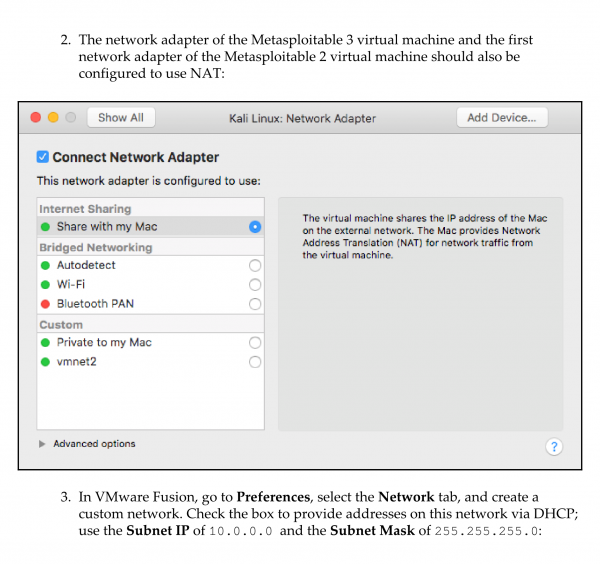 2. The network adapter of the Metasploitable 3 virtual machine and the first
network adapter of the Metasploitable 2 virtual machine should also be
configured to use NAT:
Show All
Kali Linux: Network Adapter
Add Device...
Connect Network Adapter
This network adapter is configured to use:
Internet Sharing
Share with my Mac
Bridged Networking
Autodetect
Wi-Fi
Bluetooth PAN
Custom
Private to my Mac
vmnet2
The virtual machine shares the IP address of the Mac
on the external network. The Mac provides Network
Address Translation (NAT) for network traffic from
the virtual machine.
Advanced options
?
3. In VMware Fusion, go to Preferences, select the Network tab, and create a
custom network. Check the box to provide addresses on this network via DHCP;
use the Subnet IP of 10.0.0.0 and the Subnet Mask of 255.255.255.0: